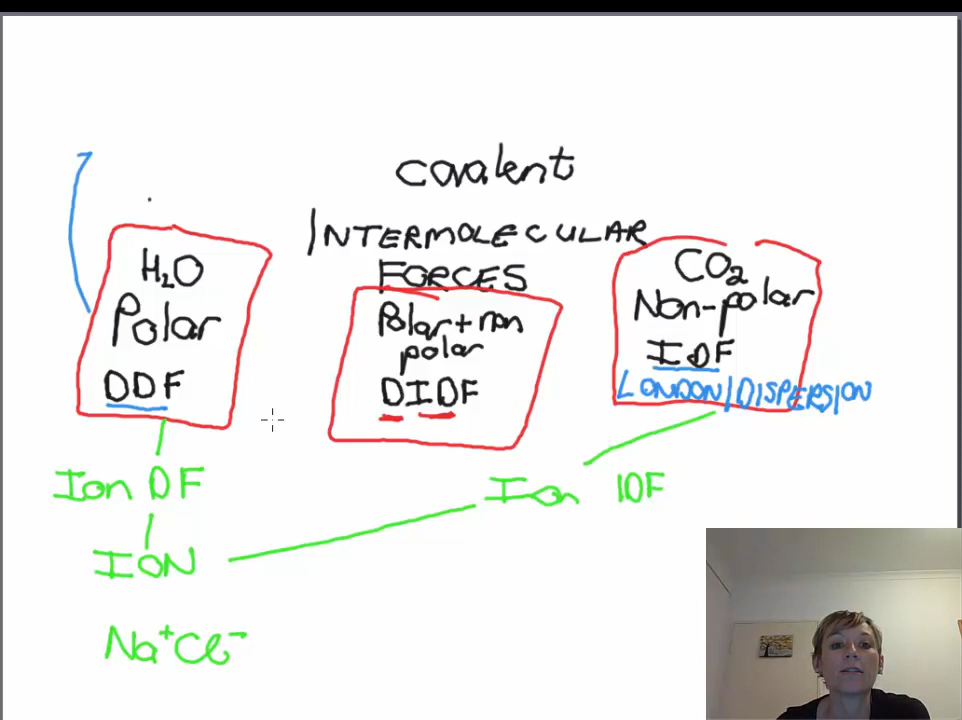 covalent
INTERMOLECULAR
FORCES
H₂O
Polar
DDF
Polar + non
polar
DIDF
CO₂
Non-polar
IDF
LONDON/DISPERSION
Ion DF
Ion IDF
ION
Na⁺Cl⁻